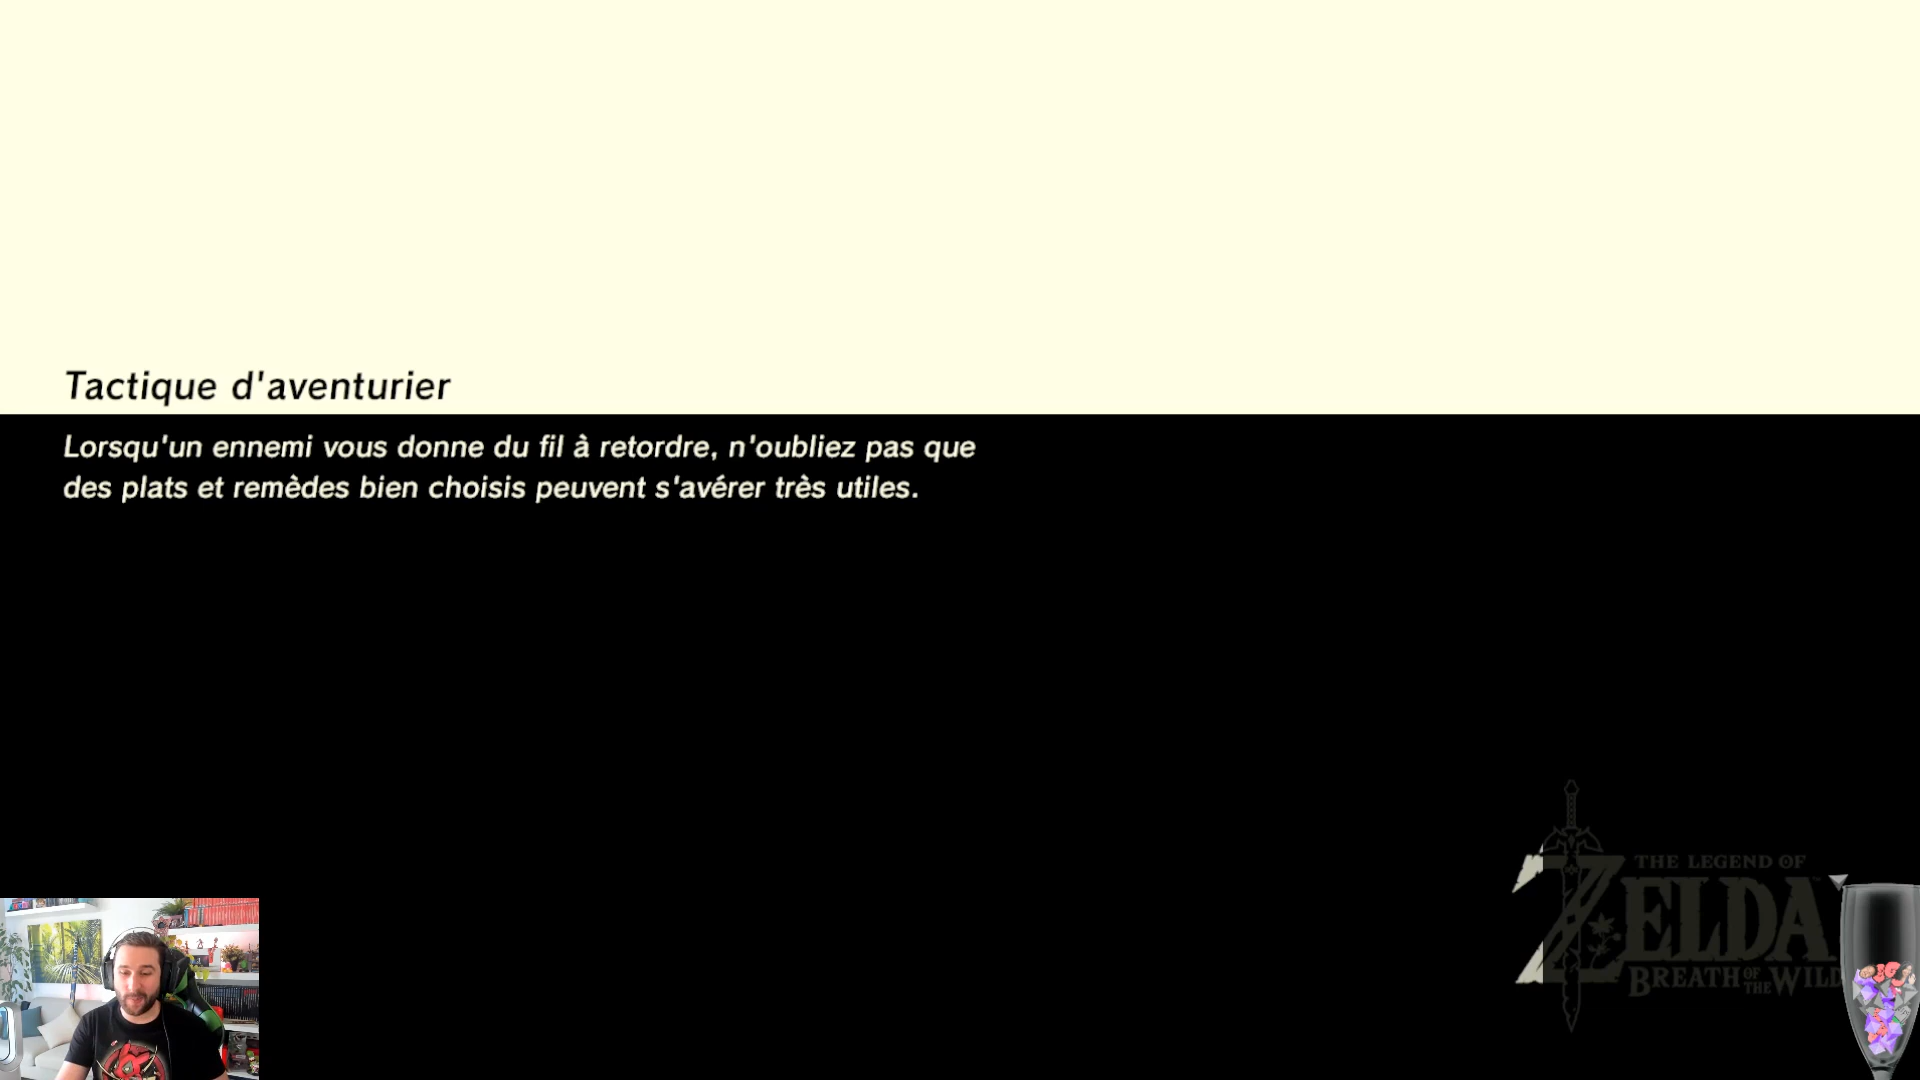 Tactique d'aventurier
Lorsqu'un ennemi vous donne du fil à retordre, n'oubliez pas que
des plats et remèdes bien choisis peuvent s'avérer très utiles.
THE LEGEND OF
ZELDA
BREATH OF THE WILD